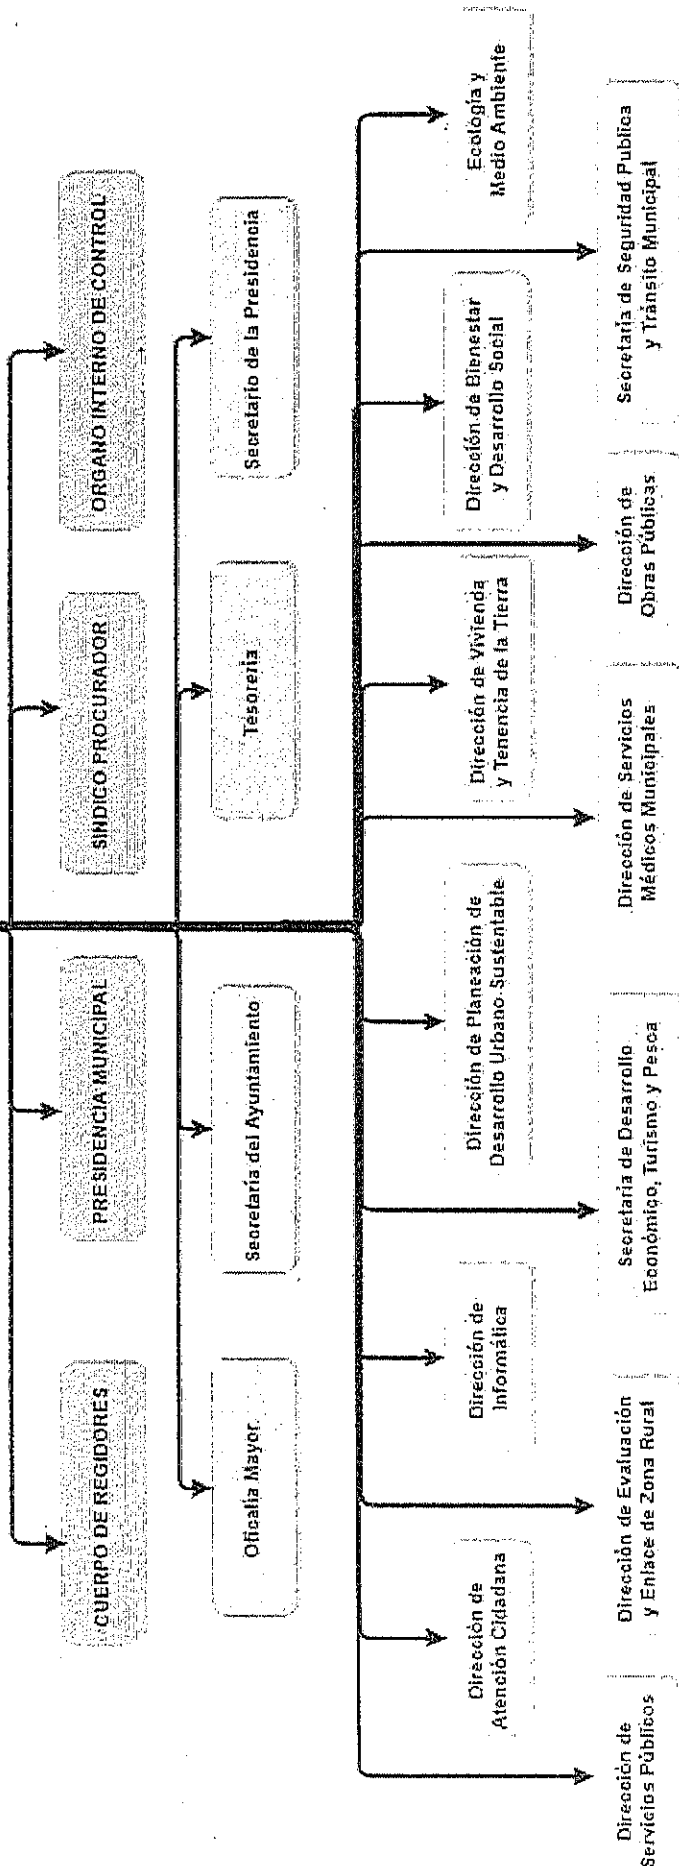 CUERPO DE REGIDORES
PRESIDENCIA MUNICIPAL
SINDICO PROCURADOR
ORGANO INTERNO DE CONTROL
Oficalia Mayor
Secretaría del Ayuntamiento
Tesorería
Secretario de la Presidencia
Dirección de
Atención Cidadana
Dirección de
Informática
Dirección de Planeación de
Desarrollo Urbano Sustentable
Dirección de Vivienda
y Tenencia de la Tierra
Dirección de Bienestar
y Desarrollo Social
Ecología y
Medio Ambiente
Dirección de
Servicios Públicos
Dirección de Evaluación
y Enlace de Zona Rural
Secretaria de Desarrollo
Económico, Turismo y Pesca
Dirección de Servicios
Médicos Municipales
Dirección de
Obras Públicas
Secretaría de Seguridad Publica
y Tránsito Municipal